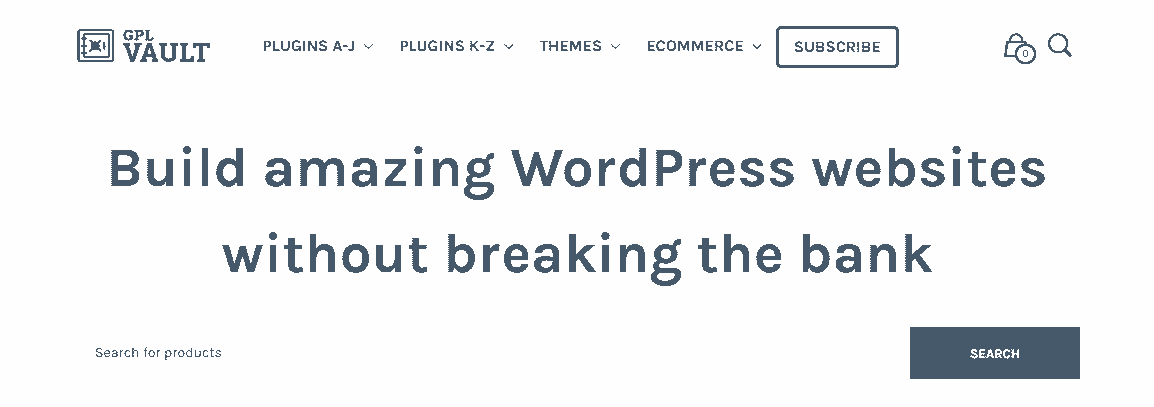 GPL
VAULT
PLUGINS A-J PLUGINS K-Z THEMES ECOMMERCE SUBSCRIBE 0
Build amazing WordPress websites
without breaking the bank
Search for products SEARCH